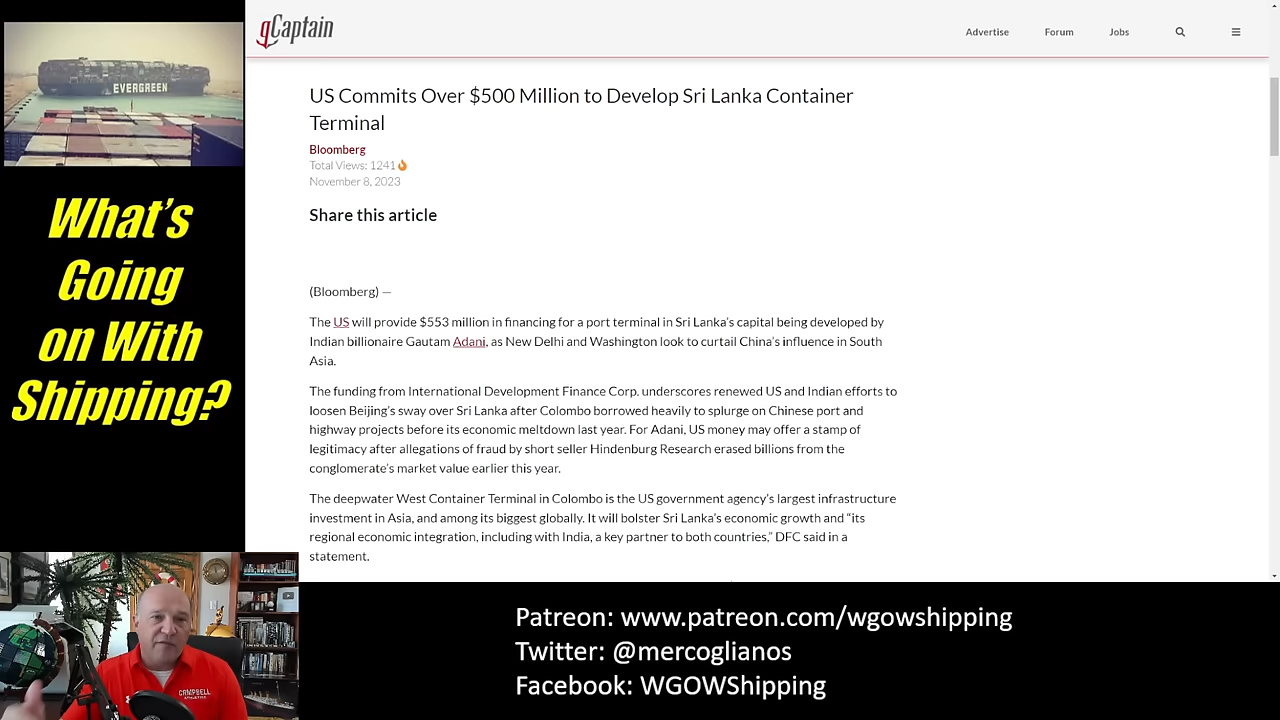 gCaptain
Advertise
Forum
Jobs
EVERGREEN
What's
Going
on With
Shipping?
US Commits Over $500 Million to Develop Sri Lanka Container
Terminal
Bloomberg
Total Views: 1241
November 8, 2023
Share this article
(Bloomberg) —
The US will provide $553 million in financing for a port terminal in Sri Lanka’s capital being developed by
Indian billionaire Gautam Adani, as New Delhi and Washington look to curtail China’s influence in South
Asia.
The funding from International Development Finance Corp. underscores renewed US and Indian efforts to
loosen Beijing’s sway over Sri Lanka after Colombo borrowed heavily to splurge on Chinese port and
highway projects before its economic meltdown last year. For Adani, US money may offer a stamp of
legitimacy after allegations of fraud by short seller Hindenburg Research erased billions from the
conglomerate’s market value earlier this year.
The deepwater West Container Terminal in Colombo is the US government agency’s largest infrastructure
investment in Asia, and among its biggest globally. It will bolster Sri Lanka’s economic growth and “its
regional economic integration, including with India, a key partner to both countries,” DFC said in a
statement.
CAMPBELL
ATHLETICS
Patreon: www.patreon.com/wgowshipping
Twitter: @mercoglianos
Facebook: WGOWShipping